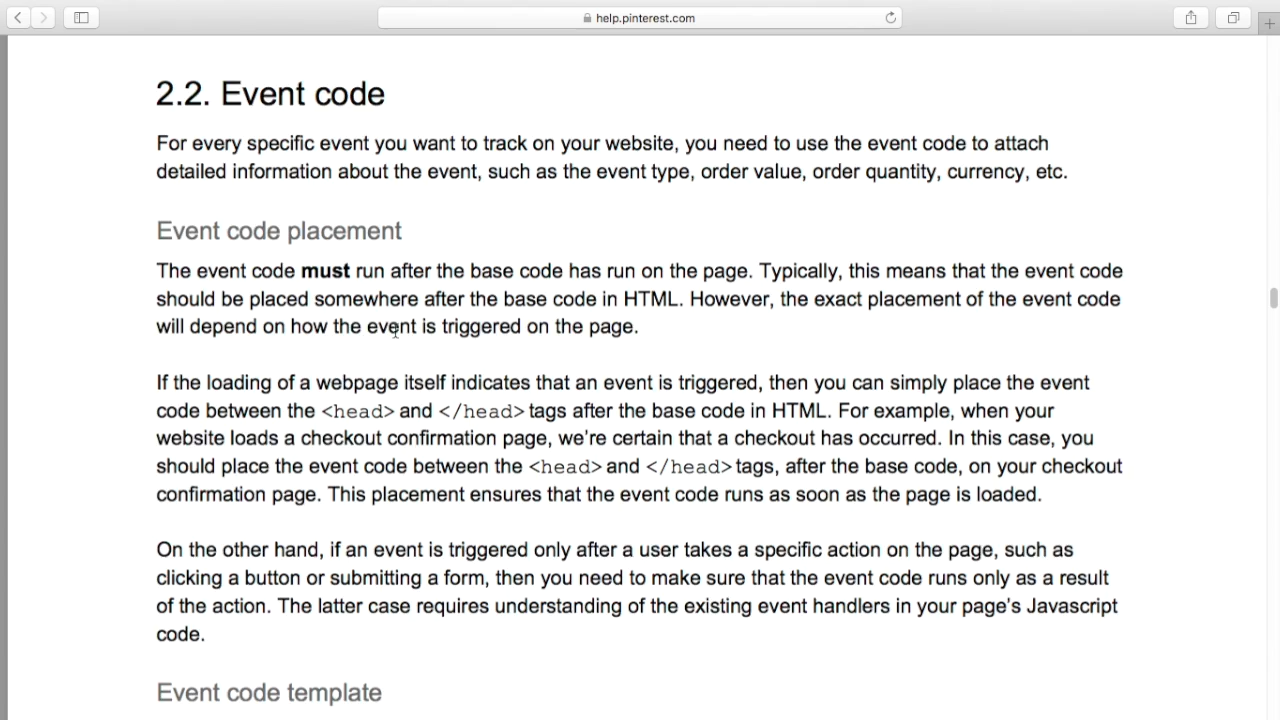 help.pinterest.com
2.2. Event code
For every specific event you want to track on your website, you need to use the event code to attach
detailed information about the event, such as the event type, order value, order quantity, currency, etc.
Event code placement
The event code must run after the base code has run on the page. Typically, this means that the event code
should be placed somewhere after the base code in HTML. However, the exact placement of the event code
will depend on how the event is triggered on the page.
If the loading of a webpage itself indicates that an event is triggered, then you can simply place the event
code between the <head> and </head> tags after the base code in HTML. For example, when your
website loads a checkout confirmation page, we're certain that a checkout has occurred. In this case, you
should place the event code between the <head> and </head> tags, after the base code, on your checkout
confirmation page. This placement ensures that the event code runs as soon as the page is loaded.
On the other hand, if an event is triggered only after a user takes a specific action on the page, such as
clicking a button or submitting a form, then you need to make sure that the event code runs only as a result
of the action. The latter case requires understanding of the existing event handlers in your page's Javascript
code.
Event code template